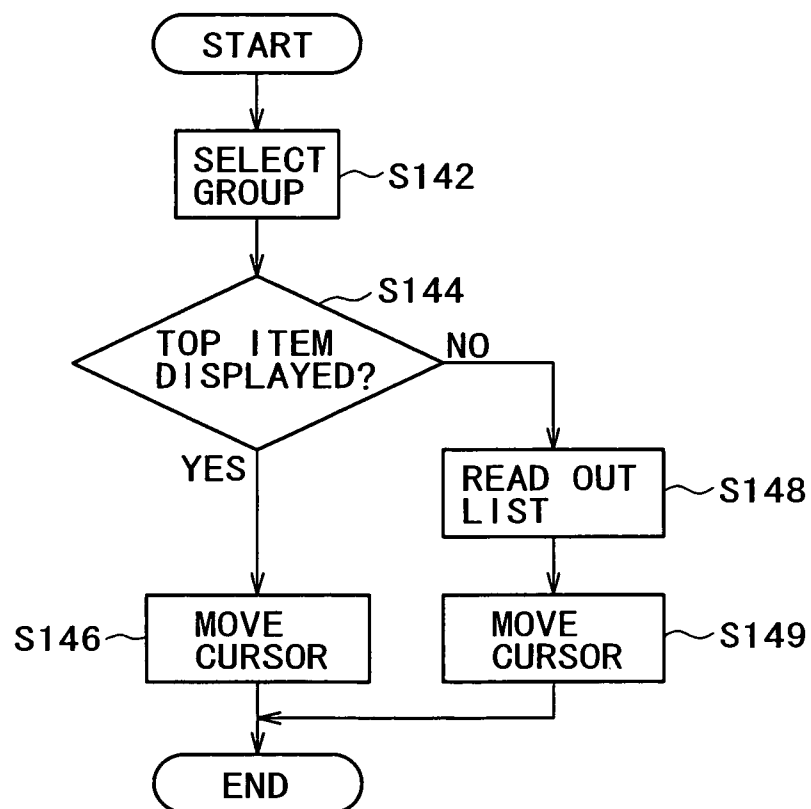 START
SELECT
GROUP
S142
S144
TOP ITEM
DISPLAYED?
NO
YES
READ OUT
LIST
S148
S146
MOVE
CURSOR
MOVE
CURSOR
S149
END